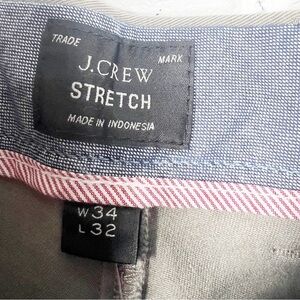 TRADE MARK
J.CREW
STRETCH
MADE IN INDONESIA
W34
L32